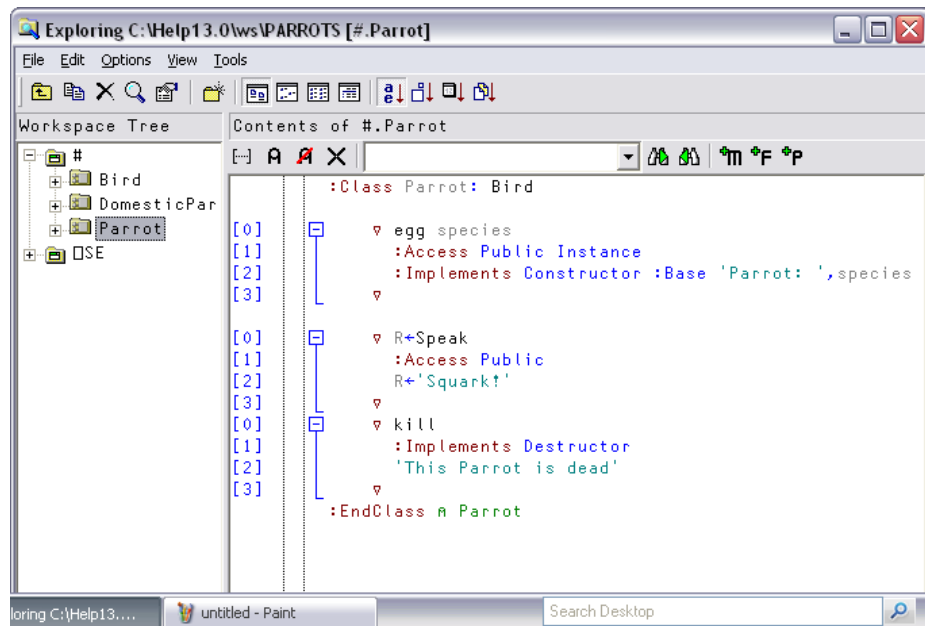 Exploring C:\Help13.0\ws\PARROTS [#.Parrot]
File Edit Options View Tools
Workspace Tree
Contents of #.Parrot
#
Bird
DomesticPar
Parrot
⎕SE
:Class Parrot: Bird
[0] ∇ egg species
[1] :Access Public Instance
[2] :Implements Constructor :Base 'Parrot: ',species
[3] ∇
[0] ∇ R←Speak
[1] :Access Public
[2] R←'Squark!'
[3] ∇
[0] ∇ kill
[1] :Implements Destructor
[2] 'This Parrot is dead'
[3] ∇
:EndClass ⍝ Parrot
loring C:\Help13....
untitled - Paint
Search Desktop